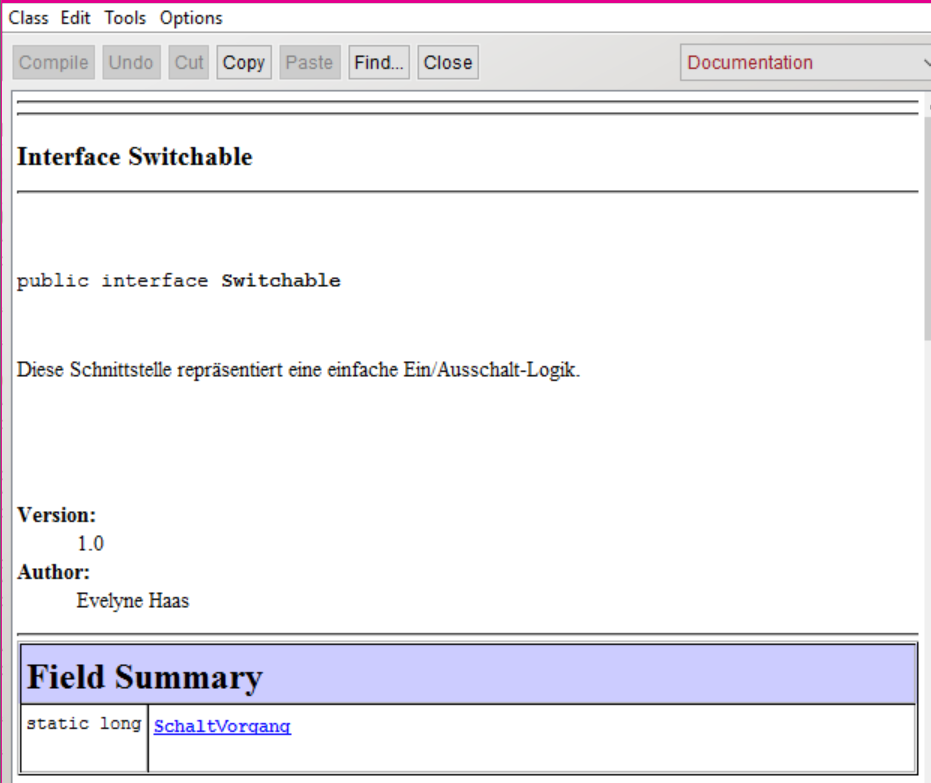 Class Edit Tools Options
Compile Undo Cut Copy Paste Find... Close Documentation
Interface Switchable
public interface Switchable
Diese Schnittstelle repräsentiert eine einfache Ein/Ausschalt-Logik.
Version:
1.0
Author:
Evelyne Haas
Field Summary
static long SchaltVorgang